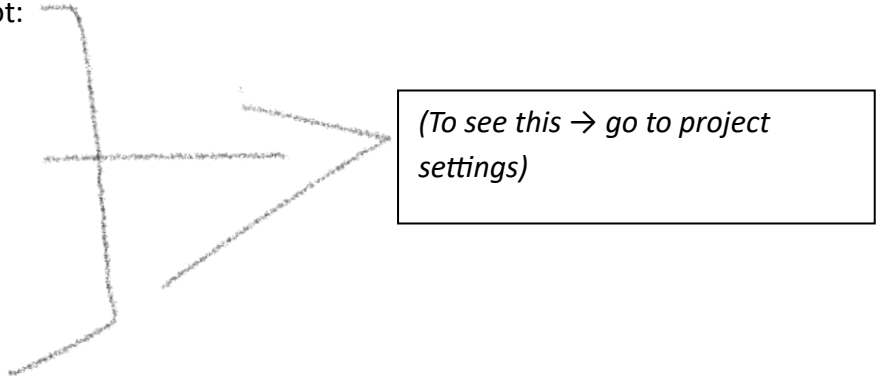 ot:
(To see this → go to project
settings)